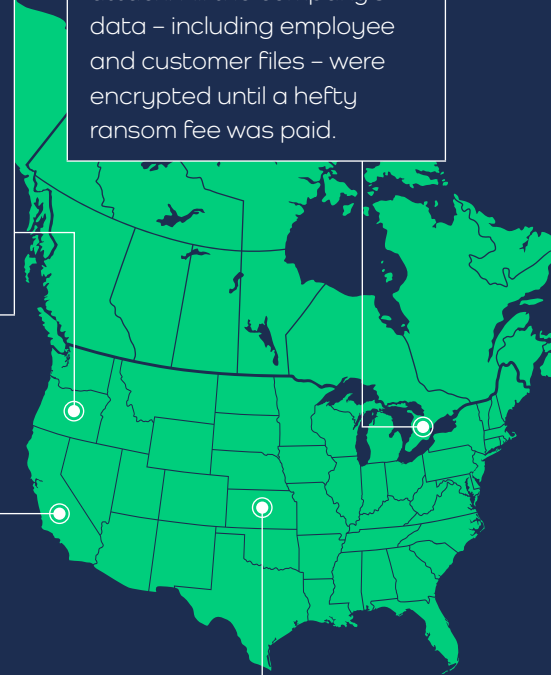 data – including employee
and customer files – were
encrypted until a hefty
ransom fee was paid.